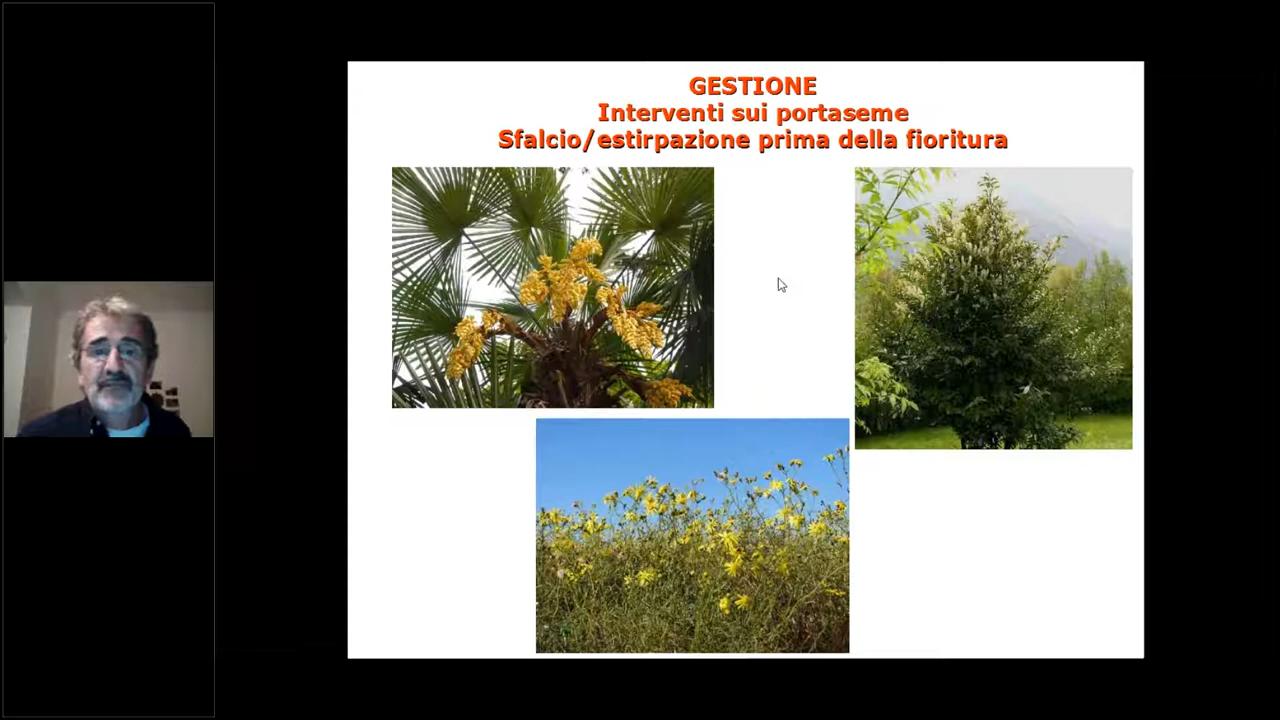 GESTIONE
Interventi sui portaseme
Sfalcio/estirpazione prima della fioritura